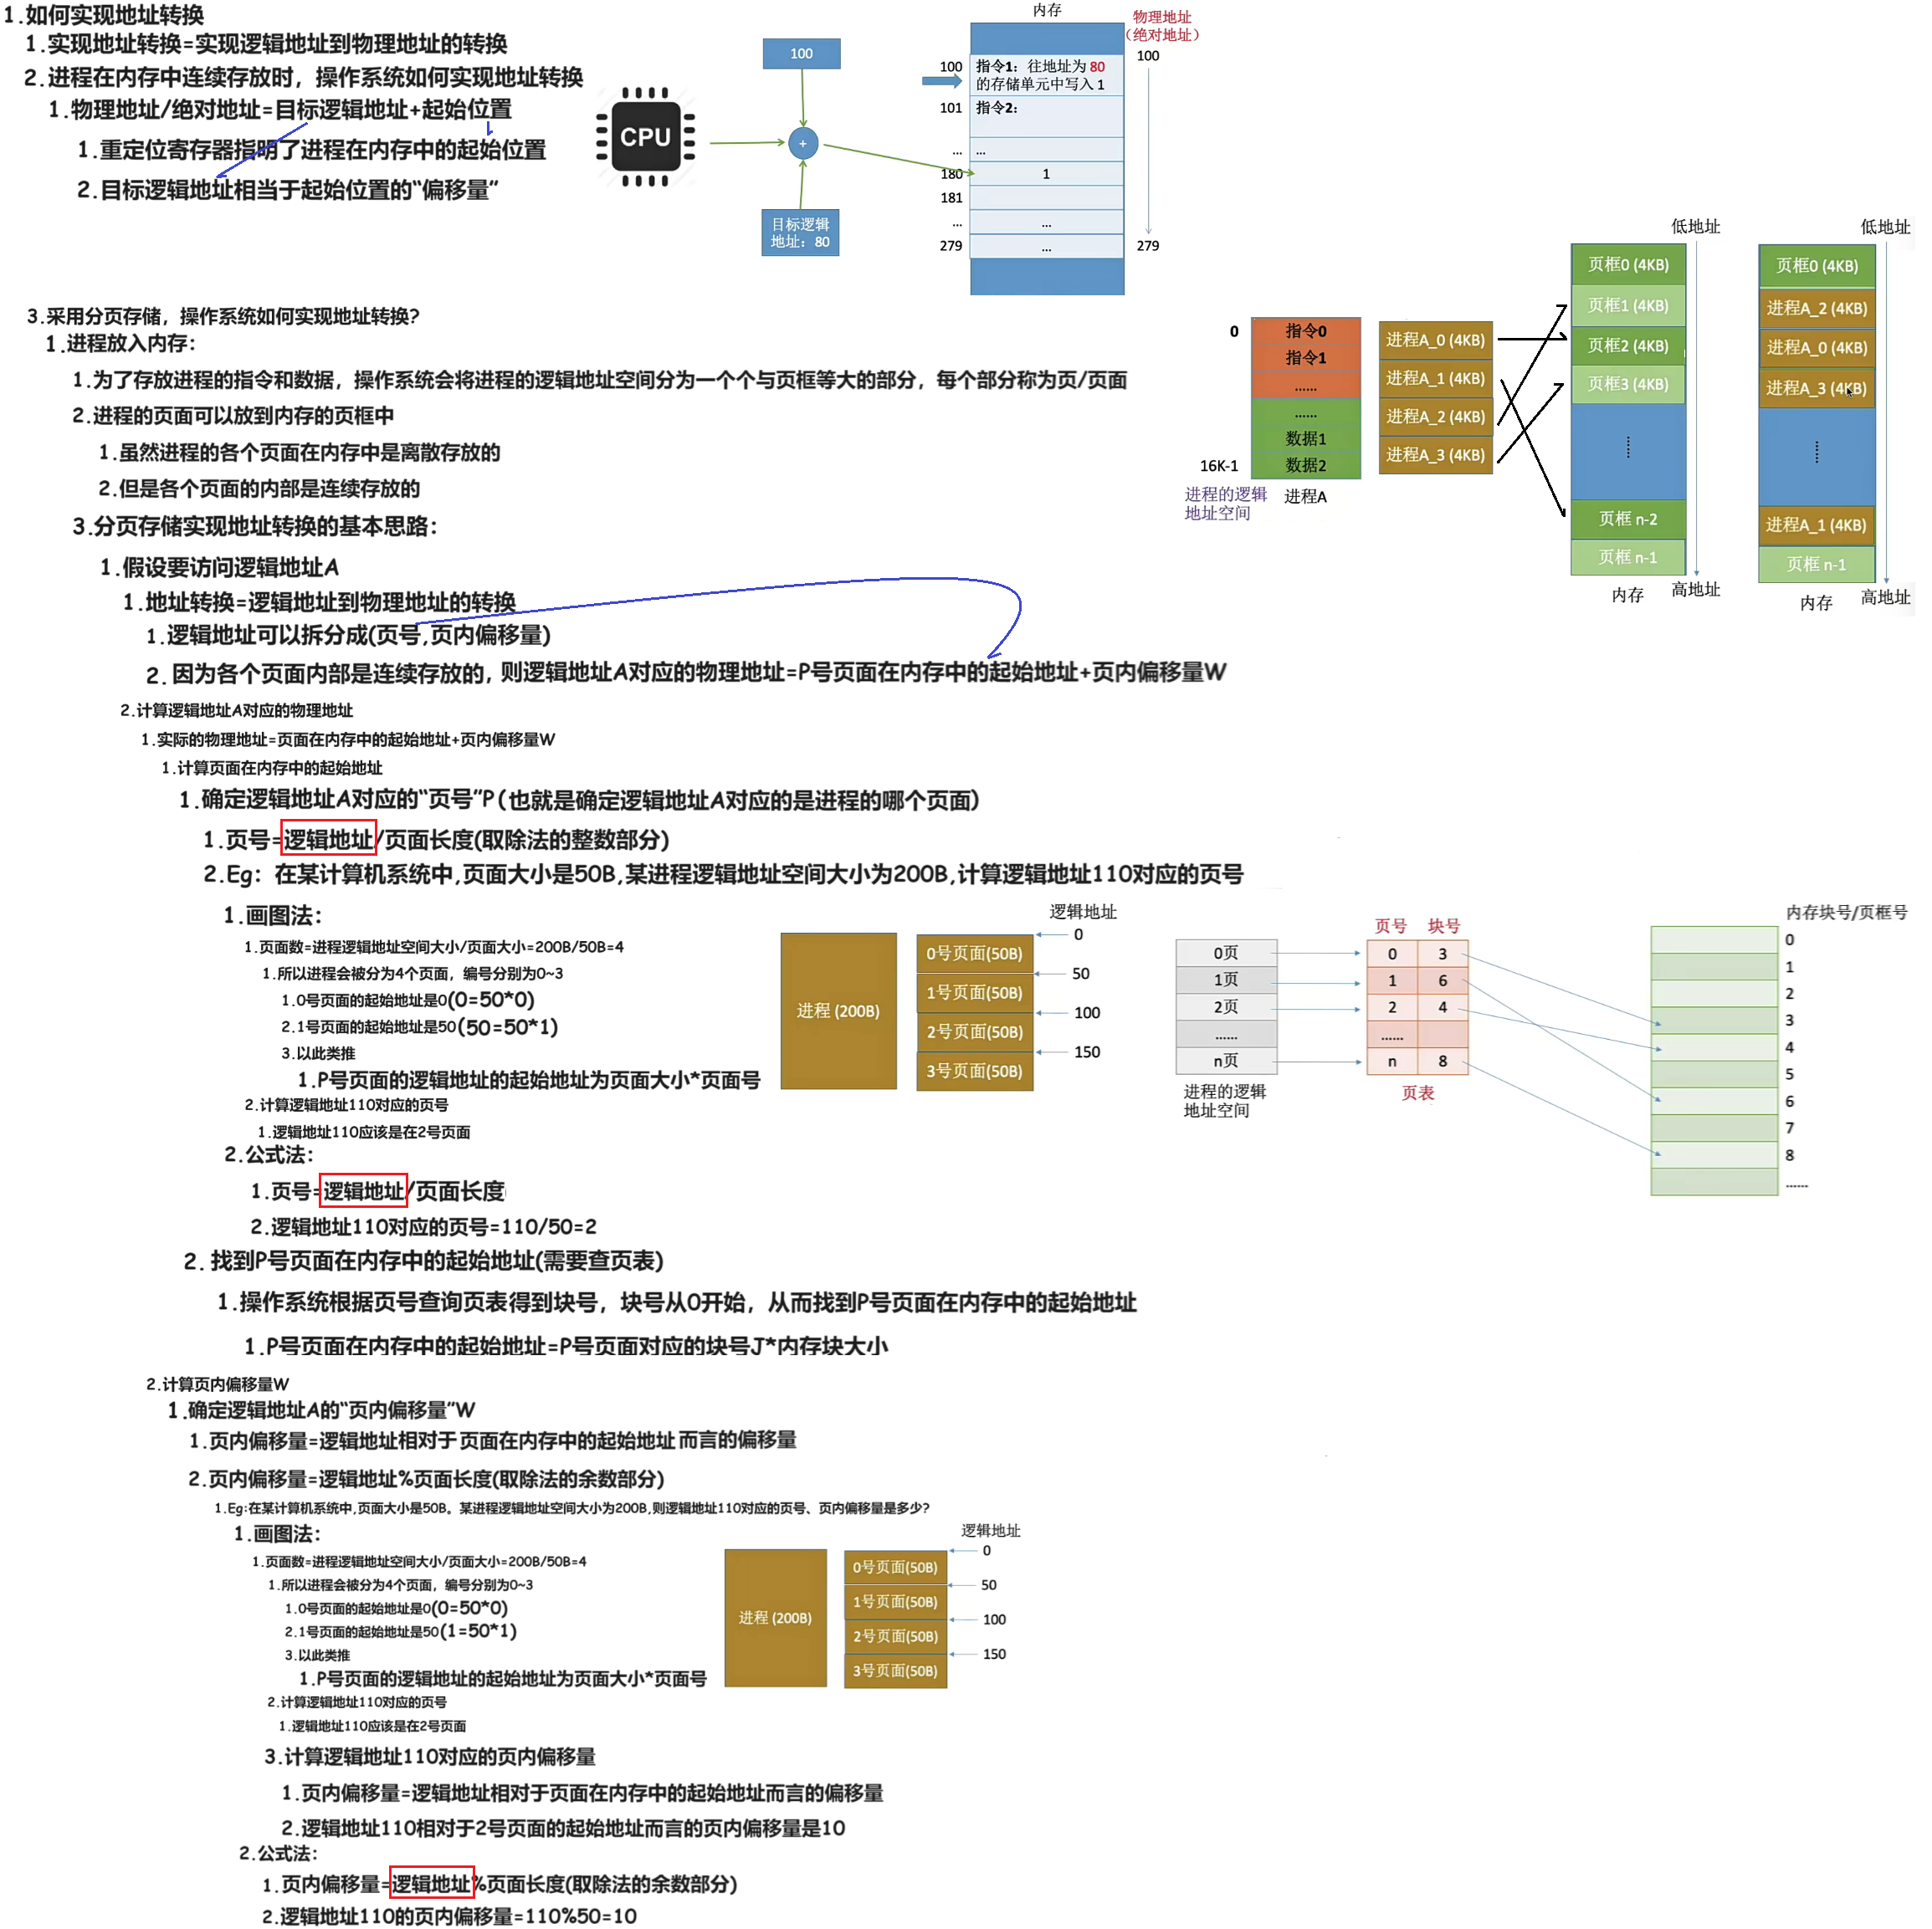 1.如何实现地址转换
1.实现地址转换=实现逻辑地址到物理地址的转换
2.进程在内存中连续存放时，操作系统如何实现地址转换
1.物理地址/绝对地址=目标逻辑地址+起始位置
1.重定位寄存器指明了进程在内存中的起始位置
2.目标逻辑地址相当于起始位置的“偏移量”
CPU
100
+
目标逻辑
地址：80
内存
物理地址
（绝对地址）
100
指令1：往地址为 80
的存储单元中写入 1
100
101
指令2：
...
...
180
1
181
...
...
279
...
279
3.采用分页存储，操作系统如何实现地址转换?
1.进程放入内存：
1.为了存放进程的指令和数据，操作系统会将进程的逻辑地址空间分为一个个与页框等大的部分，每个部分称为页/页面
2.进程的页面可以放到内存的页框中
1.虽然进程的各个页面在内存中是离散存放的
2.但是各个页面的内部是连续存放的
3.分页存储实现地址转换的基本思路：
1.假设要访问逻辑地址A
1.地址转换=逻辑地址到物理地址的转换
1.逻辑地址可以拆分成(页号,页内偏移量)
2.因为各个页面内部是连续存放的, 则逻辑地址A对应的物理地址=P号页面在内存中的起始地址+页内偏移量W
0
指令0
指令1
......
......
数据1
16K-1
数据2
进程的逻辑
地址空间
进程A
进程A_0 (4KB)
进程A_1 (4KB)
进程A_2 (4KB)
进程A_3 (4KB)
低地址
页框0 (4KB)
页框1 (4KB)
页框2 (4KB)
页框3 (4KB)
......
页框 n-2
页框 n-1
内存
高地址
低地址
页框0 (4KB)
进程A_2 (4KB)
进程A_0 (4KB)
进程A_3 (4KB)
......
进程A_1 (4KB)
页框 n-1
内存
高地址
2.计算逻辑地址A对应的物理地址
1.实际的物理地址=页面在内存中的起始地址+页内偏移量W
1.计算页面在内存中的起始地址
1.确定逻辑地址A对应的“页号”P(也就是确定逻辑地址A对应的是进程的哪个页面)
1.页号=逻辑地址/页面长度(取除法的整数部分)
2.Eg：在某计算机系统中,页面大小是50B,某进程逻辑地址空间大小为200B,计算逻辑地址110对应的页号
1.画图法：
1.页面数=进程逻辑地址空间大小/页面大小=200B/50B=4
1.所以进程会被分为4个页面，编号分别为0~3
1.0号页面的起始地址是0(0=50*0)
2.1号页面的起始地址是50(50=50*1)
3.以此类推
1.P号页面的逻辑地址的起始地址为页面大小*页面号
2.计算逻辑地址110对应的页号
1.逻辑地址110应该是在2号页面
2.公式法：
1.页号=逻辑地址/页面长度
2.逻辑地址110对应的页号=110/50=2
进程 (200B)
逻辑地址
0号页面(50B)
1号页面(50B)
2号页面(50B)
3号页面(50B)
0
50
100
150
0页
1页
2页
......
n页
进程的逻辑
地址空间
页号 块号
0 3
1 6
2 4
......
n 8
页表
内存块号/页框号
0
1
2
3
4
5
6
7
8
......
2.找到P号页面在内存中的起始地址(需要查页表)
1.操作系统根据页号查询页表得到块号，块号从0开始，从而找到P号页面在内存中的起始地址
1.P号页面在内存中的起始地址=P号页面对应的块号J*内存块大小
2.计算页内偏移量W
1.确定逻辑地址A的“页内偏移量”W
1.页内偏移量=逻辑地址相对于页面在内存中的起始地址而言的偏移量
2.页内偏移量=逻辑地址%页面长度(取除法的余数部分)
1.Eg:在某计算机系统中,页面大小是50B。某进程逻辑地址空间大小为200B,则逻辑地址110对应的页号、页内偏移量是多少?
1.画图法：
1.页面数=进程逻辑地址空间大小/页面大小=200B/50B=4
1.所以进程会被分为4个页面，编号分别为0~3
1.0号页面的起始地址是0(0=50*0)
2.1号页面的起始地址是50(1=50*1)
3.以此类推
1.P号页面的逻辑地址的起始地址为页面大小*页面号
2.计算逻辑地址110对应的页号
1.逻辑地址110应该是在2号页面
3.计算逻辑地址110对应的页内偏移量
1.页内偏移量=逻辑地址相对于页面在内存中的起始地址而言的偏移量
2.逻辑地址110相对于2号页面的起始地址而言的页内偏移量是10
2.公式法：
1.页内偏移量=逻辑地址%页面长度(取除法的余数部分)
2.逻辑地址110的页内偏移量=110%50=10
进程 (200B)
逻辑地址
0号页面(50B)
1号页面(50B)
2号页面(50B)
3号页面(50B)
0
50
100
150